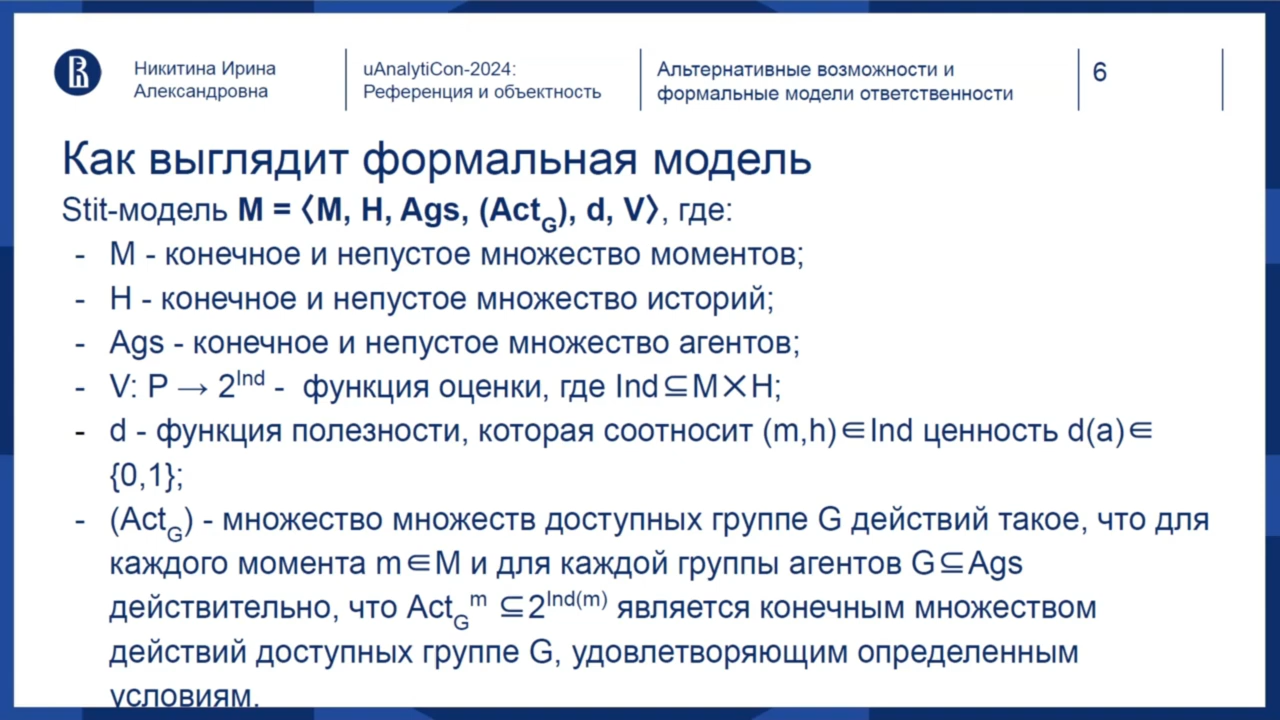 Никитина Ирина
Александровна
uAnalytiCon-2024:
Референция и объектность
Альтернативные возможности и
формальные модели ответственности
6
Как выглядит формальная модель
Stit-модель M = ⟨M, H, Ags, (Act_G), d, V⟩, где:
- M - конечное и непустое множество моментов;
- H - конечное и непустое множество историй;
- Ags - конечное и непустое множество агентов;
- V: P → 2^Ind - функция оценки, где Ind⊆M✕H;
- d - функция полезности, которая соотносит (m,h)∈Ind ценность d(a)∈
{0,1};
- (Act_G) - множество множеств доступных группе G действий такое, что для
каждого момента m∈M и для каждой группы агентов G⊆Ags
действительно, что Act_G^m ⊆2^Ind(m) является конечным множеством
действий доступных группе G, удовлетворяющим определенным
условиям.